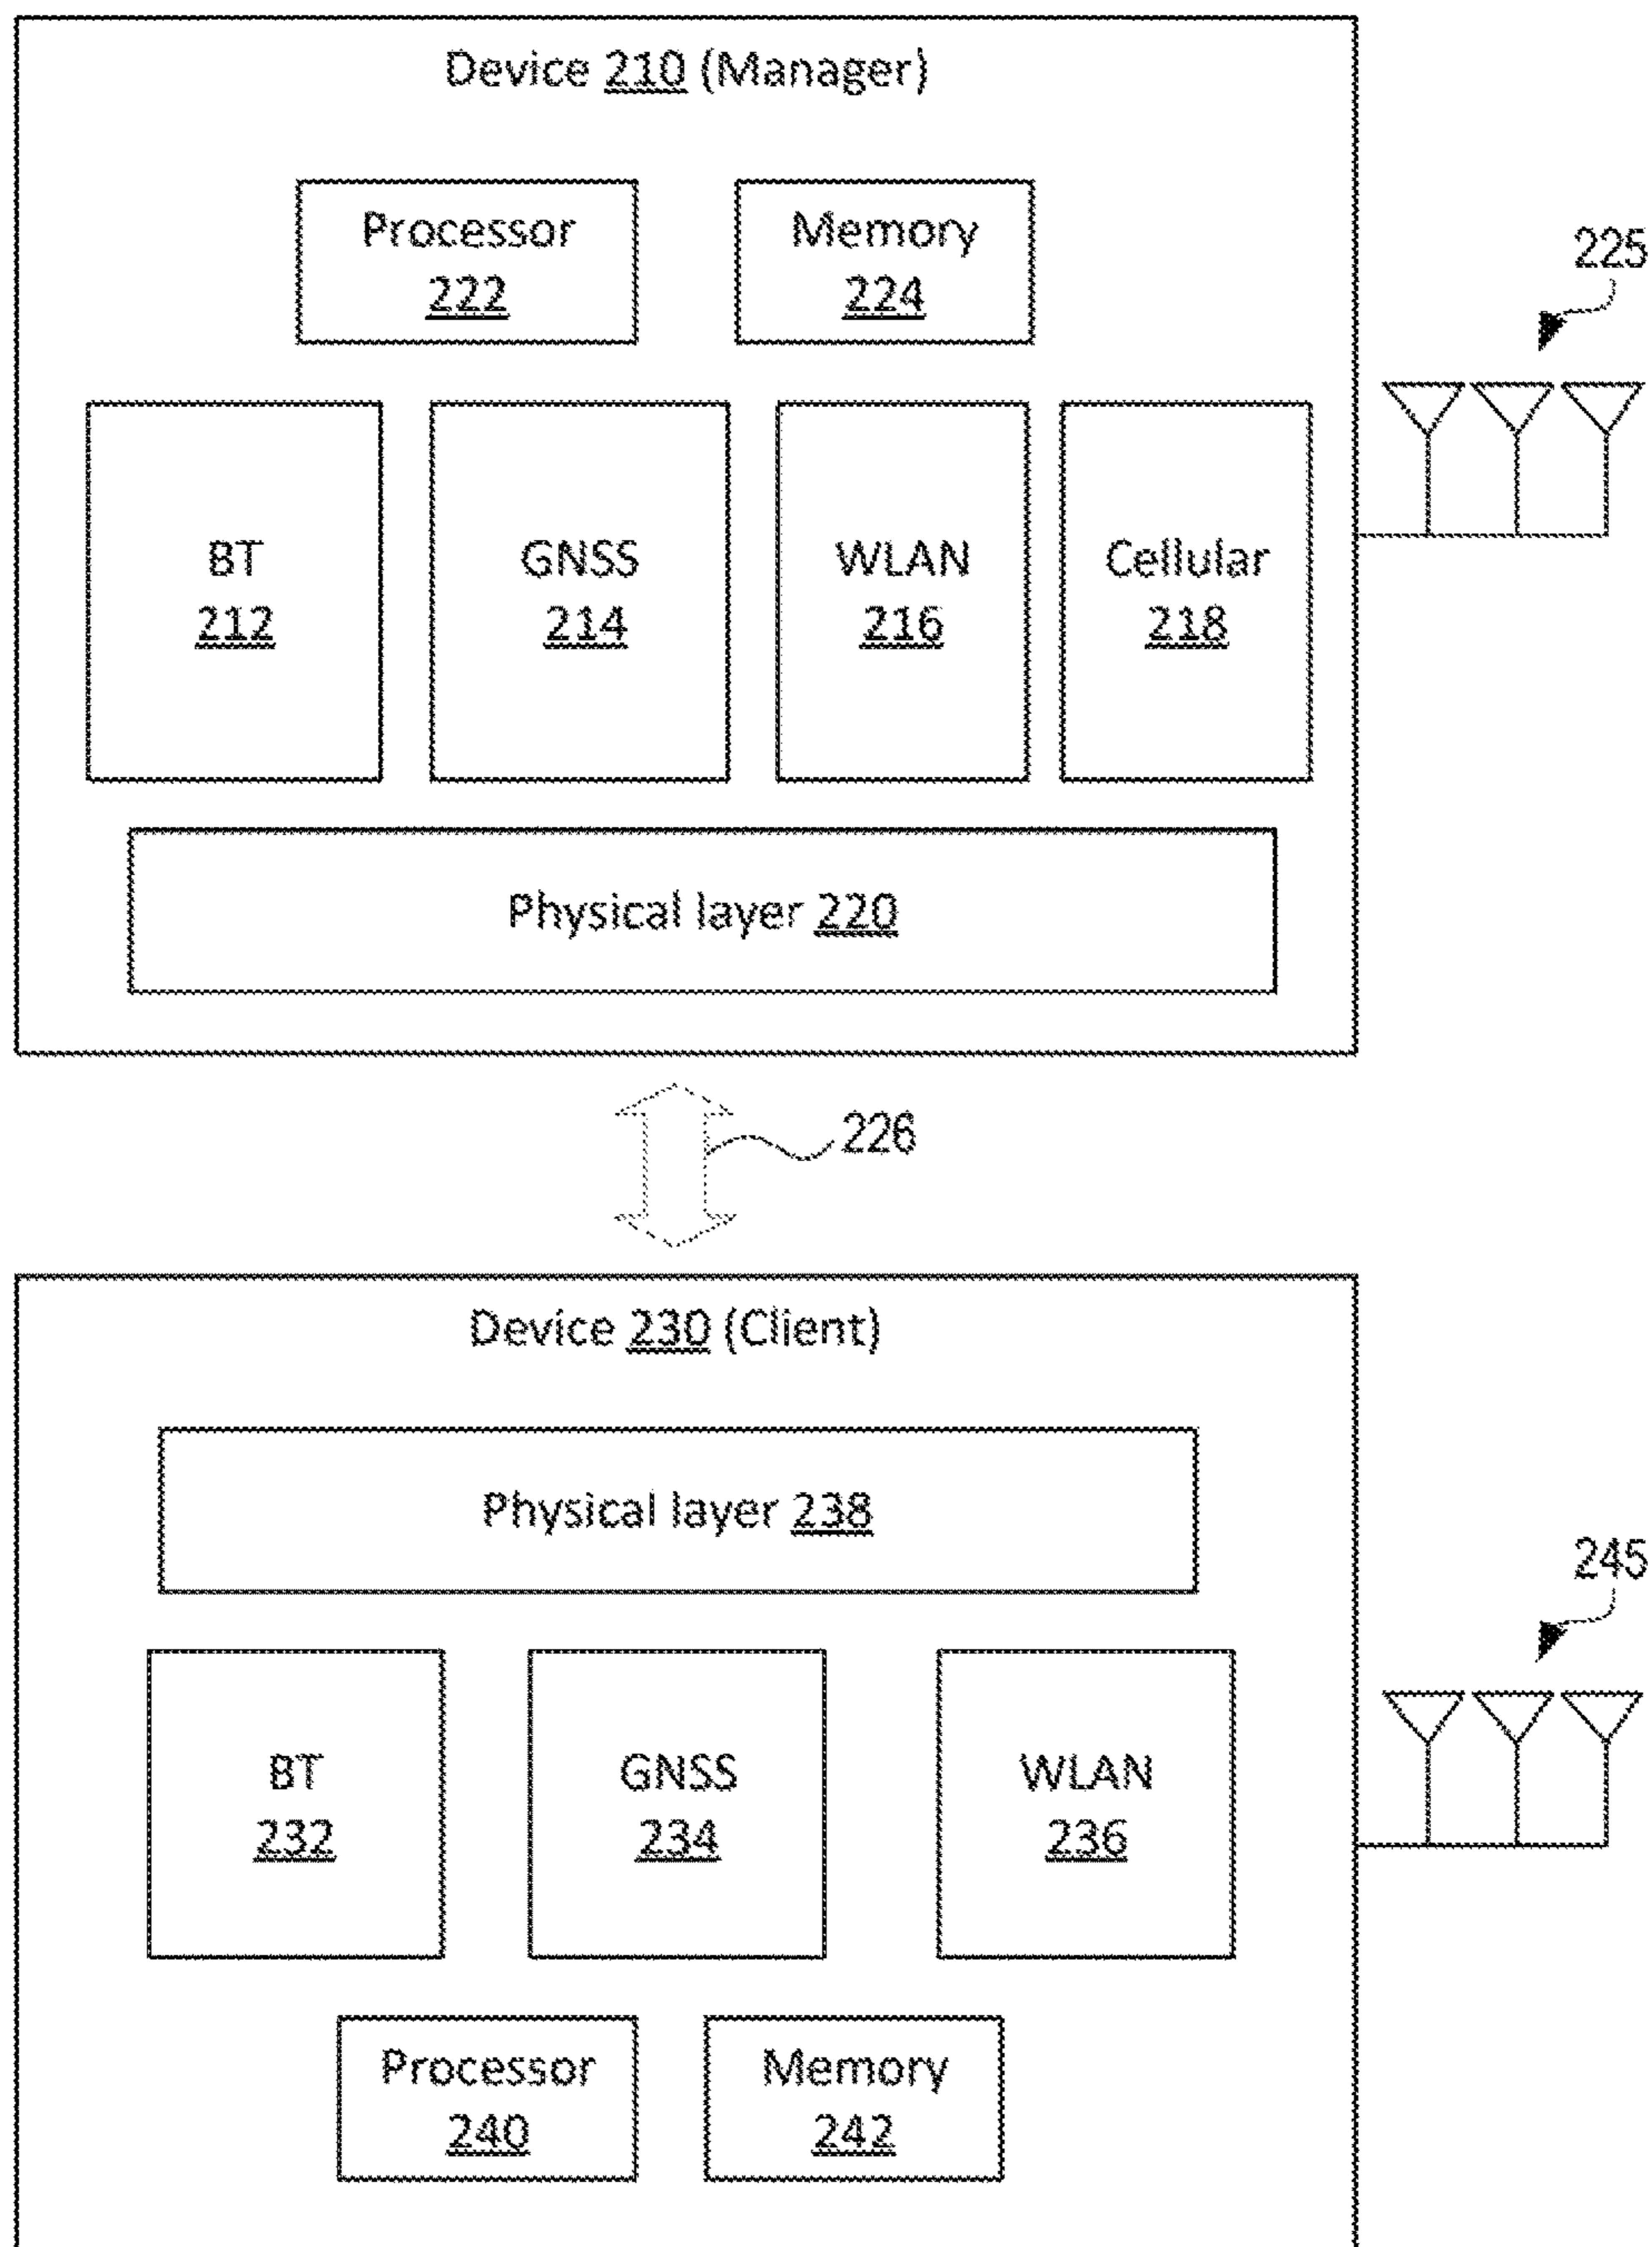 Device 210 (Manager)
Processor
222
Memory
224
225
BT
212
GNSS
214
WLAN
216
Cellular
218
Physical layer 220
226
Device 230 (Client)
Physical layer 238
245
BT
232
GNSS
234
WLAN
236
Processor
240
Memory
242